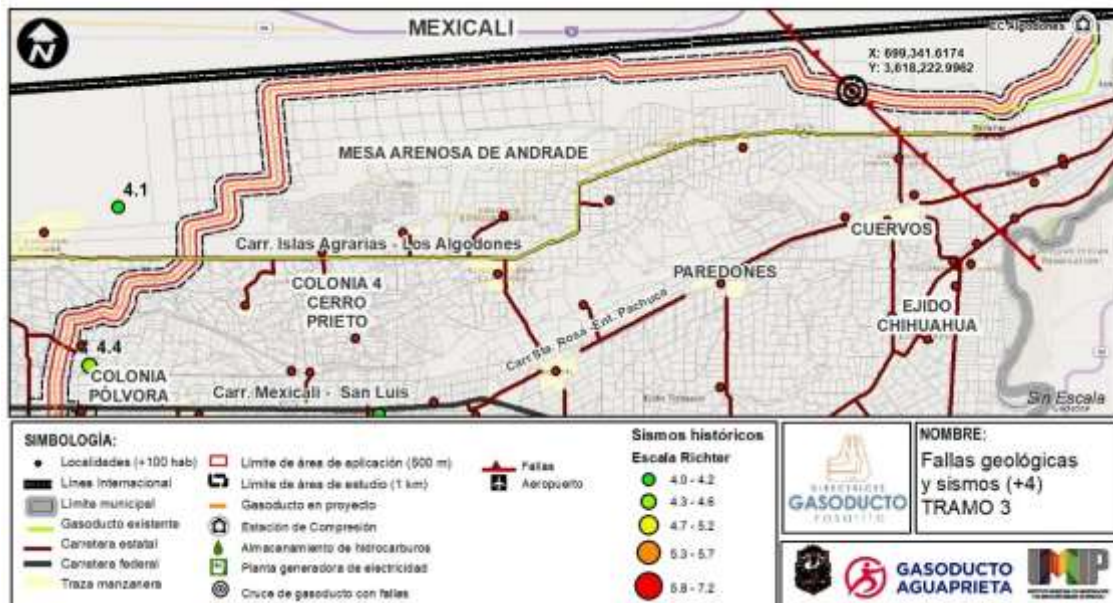 MEXICALI
EC Algodones
X: 699,341.6174
Y: 3,618,222.9962
MESA ARENOSA DE ANDRADE
4.1
Carr. Islas Agrarias - Los Algodones
CUERVOS
COLONIA 4
CERRO
PRIETO
PAREDONES
EJIDO
CHIHUAHUA
Carr Sta. Rosa -Ent. Pachuca
4.4
COLONIA
PÓLVORA
Carr. Mexicali - San Luis
Sin Escala
SIMBOLOGÍA:
Localidades (+100 hab)
Línea Internacional
Límite municipal
Gasoducto existente
Carretera estatal
Carretera federal
Traza manzanera
Límite de área de aplicación (500 m)
Límite de área de estudio (1 km)
Gasoducto en proyecto
Estación de Compresión
Almacenamiento de hidrocarburos
Planta generadora de electricidad
Cruce de gasoducto con fallas
Fallas
Aeropuerto
Sismos históricos
Escala Richter
4.0 - 4.2
4.3 - 4.6
4.7 - 5.2
5.3 - 5.7
5.8 - 7.2
DIRECTRICES
GASODUCTO
ROSARITO
NOMBRE:
Fallas geológicas
y sismos (+4)
TRAMO 3
GASODUCTO
AGUAPRIETA
IMIP